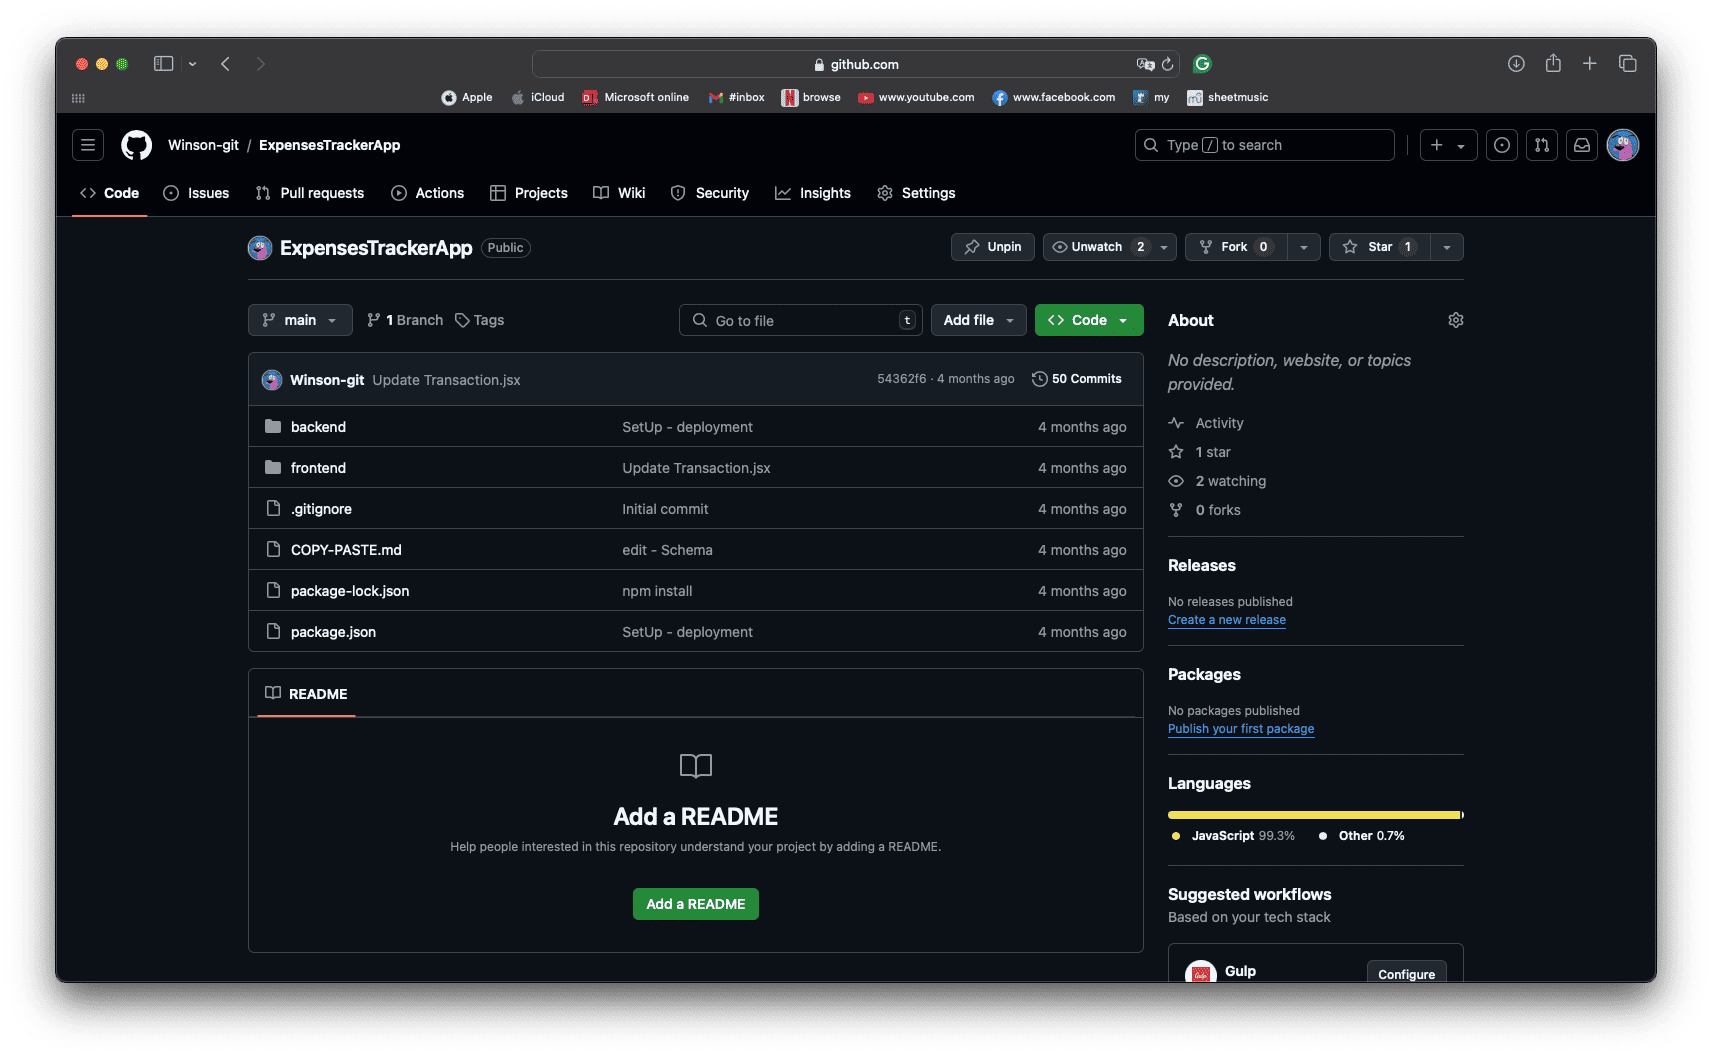 github.com
Apple iCloud Microsoft online #inbox browse www.youtube.com www.facebook.com my sheetmusic
Winson-git / ExpensesTrackerApp
Type / to search
Code Issues Pull requests Actions Projects Wiki Security Insights Settings
ExpensesTrackerApp Public
Unpin Unwatch 2 Fork 0 Star 1
main 1 Branch Tags
Go to file t Add file Code
Winson-git Update Transaction.jsx 54362f6 · 4 months ago 50 Commits
backend SetUp - deployment 4 months ago
frontend Update Transaction.jsx 4 months ago
.gitignore Initial commit 4 months ago
COPY-PASTE.md edit - Schema 4 months ago
package-lock.json npm install 4 months ago
package.json SetUp - deployment 4 months ago
README
Add a README
Help people interested in this repository understand your project by adding a README.
Add a README
About
No description, website, or topics
provided.
Activity
1 star
2 watching
0 forks
Releases
No releases published
Create a new release
Packages
No packages published
Publish your first package
Languages
JavaScript 99.3% Other 0.7%
Suggested workflows
Based on your tech stack
Gulp Configure